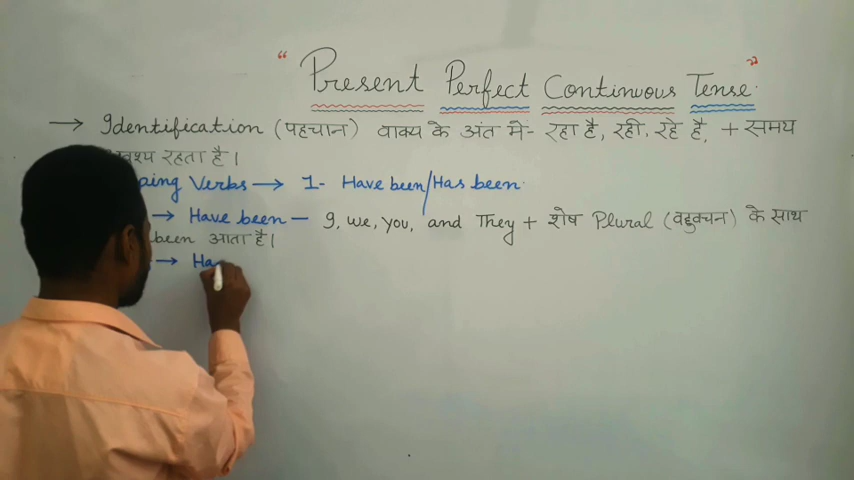 " Present Perfect Continuous Tense. "
→ Identification (पहचान) वाक्य के अंत में- रहा है, रही, रहे है, + समय
रहता है।
Verbs → 1- Have been/Has been.
→ Have been — I, we, you, and They + शेष Plural (बहुवचन) के साथ
been आता है।
→ Ha